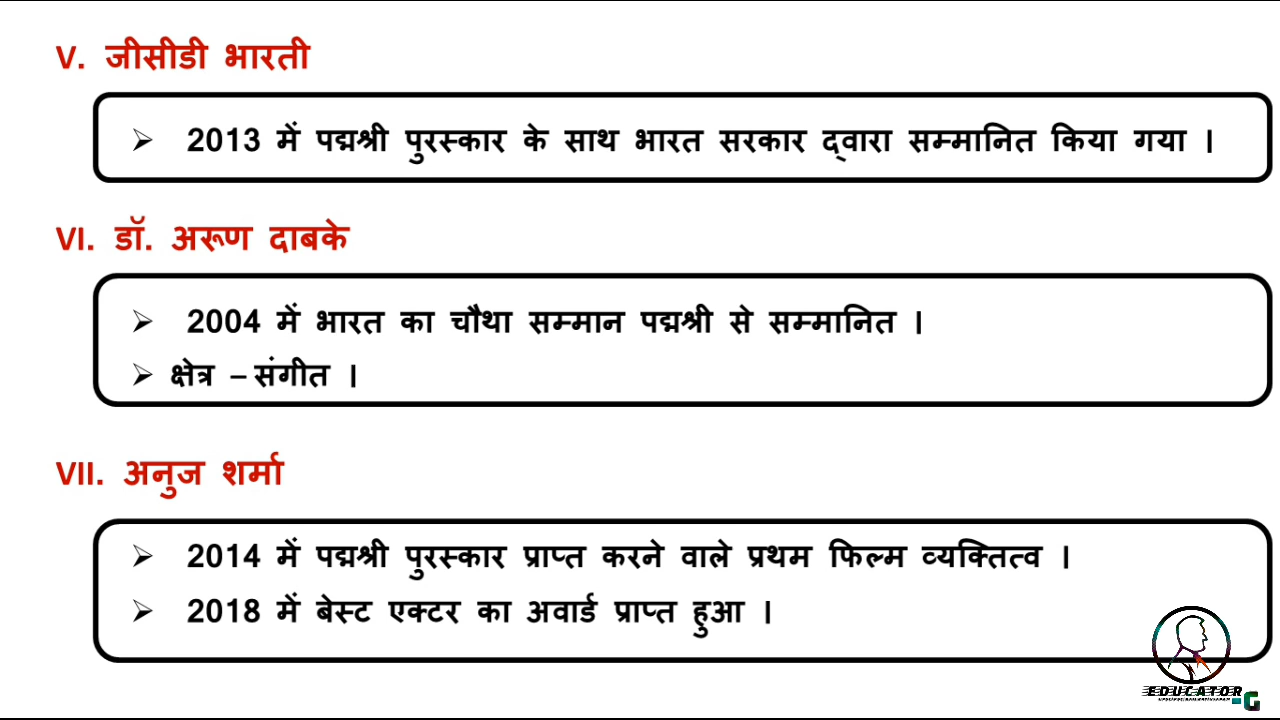 V. जीसीडी भारती
➢ 2013 में पद्मश्री पुरस्कार के साथ भारत सरकार द्वारा सम्मानित किया गया ।
VI. डॉ. अरूण दाबके
➢ 2004 में भारत का चौथा सम्मान पद्मश्री से सम्मानित ।
➢ क्षेत्र – संगीत ।
VII. अनुज शर्मा
➢ 2014 में पद्मश्री पुरस्कार प्राप्त करने वाले प्रथम फिल्म व्यक्तित्व ।
➢ 2018 में बेस्ट एक्टर का अवार्ड प्राप्त हुआ ।
EDUCATOR
-G